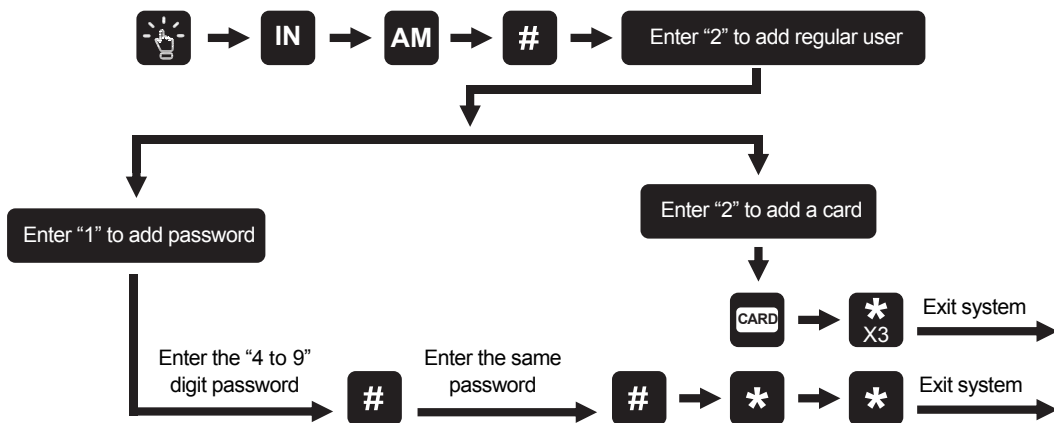 IN
AM
#
Enter “2” to add regular user
Enter “1” to add password
Enter “2” to add a card
CARD
*
X3
Exit system
Enter the “4 to 9”
digit password
#
Enter the same
password
#
*
*
Exit system